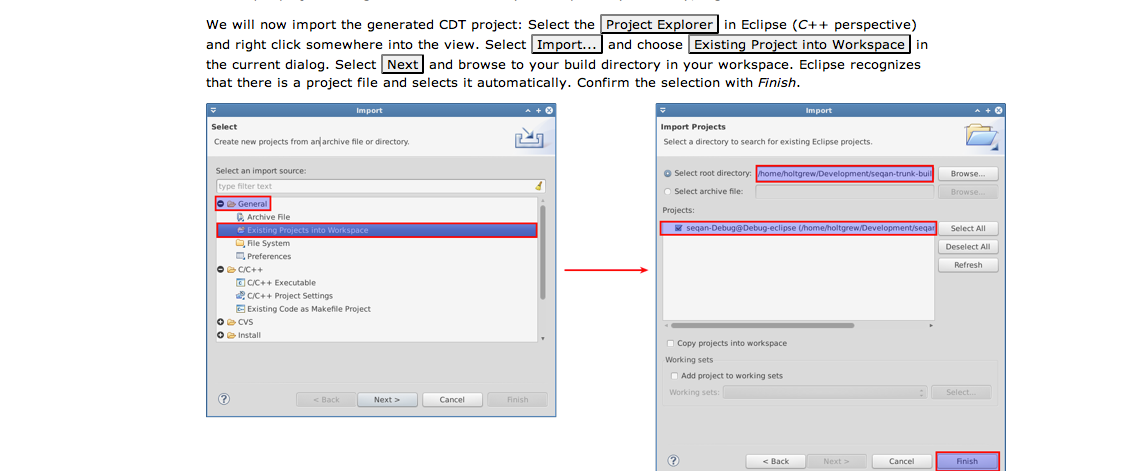 We will now import the generated CDT project: Select the Project Explorer in Eclipse (C++ perspective)
and right click somewhere into the view. Select Import... and choose Existing Project into Workspace in
the current dialog. Select Next and browse to your build directory in your workspace. Eclipse recognizes
that there is a project file and selects it automatically. Confirm the selection with Finish.
Import
Select
Create new projects from an archive file or directory.
Select an import source:
type filter text
General
Archive File
Existing Projects into Workspace
File System
Preferences
C/C++
C/C++ Executable
C/C++ Project Settings
Existing Code as Makefile Project
CVS
Install
< Back
Next >
Cancel
Finish
Import
Import Projects
Select a directory to search for existing Eclipse projects.
Select root directory: /home/holtgrew/Development/seqan-trunk-buil Browse...
Select archive file: Browse...
Projects:
seqan-Debug@Debug-eclipse (/home/holtgrew/Development/seqan Select All
Deselect All
Refresh
Copy projects into workspace
Working sets
Add project to working sets
Working sets: Select...
< Back
Next >
Cancel
Finish